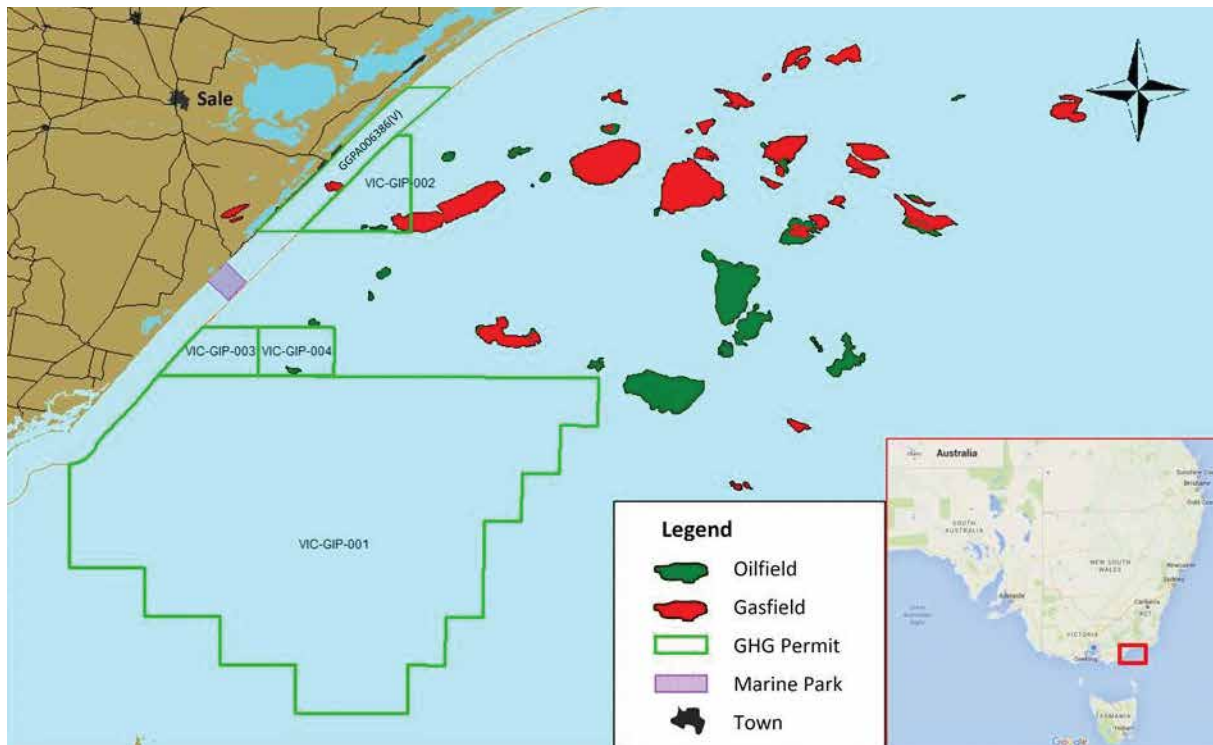 Sale
GGPA006386(V)
VIC-GIP-002
VIC-GIP-003
VIC-GIP-004
VIC-GIP-001
Legend
Oilfield
Gasfield
GHG Permit
Marine Park
Town
Australia
SOUTH
AUSTRALIA
NEW SOUTH
WALES
Brisbane
Newcastle
Sydney
Canberra
ACT
Adelaide
VICTORIA
Geelong
TASMANIA
Hobart
Google